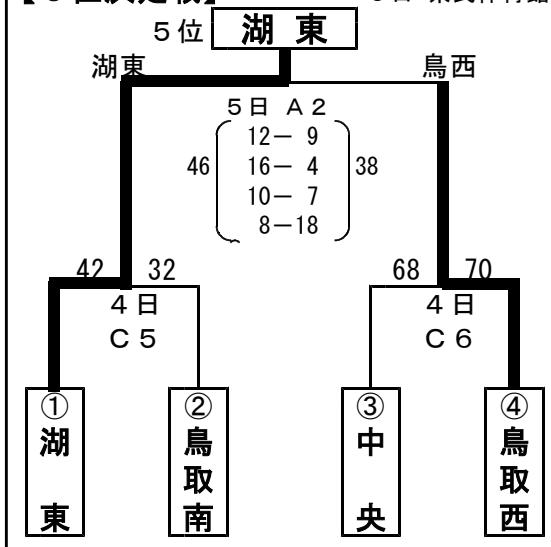 ５位 湖東
湖東 鳥西
５日 Ａ２
12－ 9
46 16－ 4 38
10－ 7
8－18
42 32 68 70
４日 ４日
Ｃ５ Ｃ６
① ② ③ ④
湖東 鳥取南 中央 鳥取西